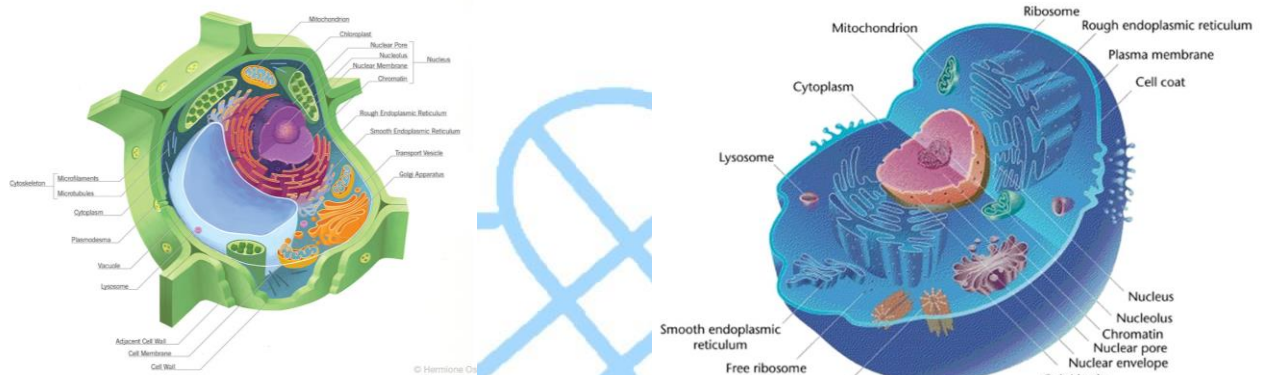 Mitochondrion
Chloroplast
Nuclear Pore
Nucleolus
Nucleus
Nuclear Membrane
Chromatin
Rough Endoplasmic Reticulum
Smooth Endoplasmic Reticulum
Transport Vesicle
Golgi Apparatus
Cytoskeleton
Microfilaments
Microtubules
Cytoplasm
Plasmodesma
Vacuole
Lysosome
Adjacent Cell Wall
Cell Membrane
Cell Wall
© Hermione Os
Ribosome
Mitochondrion
Rough endoplasmic reticulum
Plasma membrane
Cell coat
Cytoplasm
Lysosome
Nucleus
Nucleolus
Chromatin
Nuclear pore
Nuclear envelope
Smooth endoplasmic
reticulum
Free ribosome